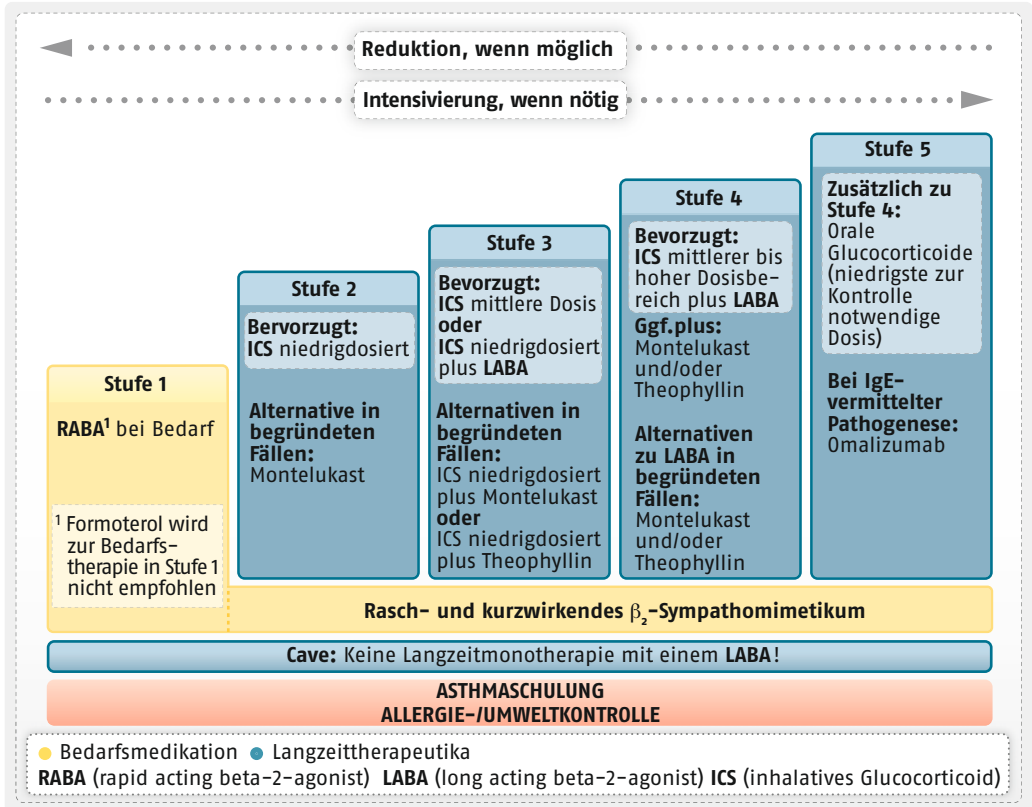 Reduktion, wenn möglich
Intensivierung, wenn nötig
Stufe 1
RABA¹ bei Bedarf
¹ Formoterol wird
zur Bedarfs-
therapie in Stufe 1
nicht empfohlen
Stufe 2
Bervorzugt:
ICS niedrigdosiert
Alternative in
begründeten
Fällen:
Montelukast
Stufe 3
Bevorzugt:
ICS mittlere Dosis
oder
ICS niedrigdosiert
plus LABA
Alternativen in
begründeten
Fällen:
ICS niedrigdosiert
plus Montelukast
oder
ICS niedrigdosiert
plus Theophyllin
Stufe 4
Bevorzugt:
ICS mittlerer bis
hoher Dosisbe-
reich plus LABA
Ggf.plus:
Montelukast
und/oder
Theophyllin
Alternativen
zu LABA in
begründeten
Fällen:
Montelukast
und/oder
Theophyllin
Stufe 5
Zusätzlich zu
Stufe 4:
Orale
Glucocorticoide
(niedrigste zur
Kontrolle
notwendige
Dosis)
Bei IgE-
vermittelter
Pathogenese:
Omalizumab
Rasch- und kurzwirkendes β₂-Sympathomimetikum
Cave: Keine Langzeitmonotherapie mit einem LABA!
ASTHMASCHULUNG
ALLERGIE-/UMWELTKONTROLLE
Bedarfsmedikation Langzeittherapeutika
RABA (rapid acting beta-2-agonist) LABA (long acting beta-2-agonist) ICS (inhalatives Glucocorticoid)